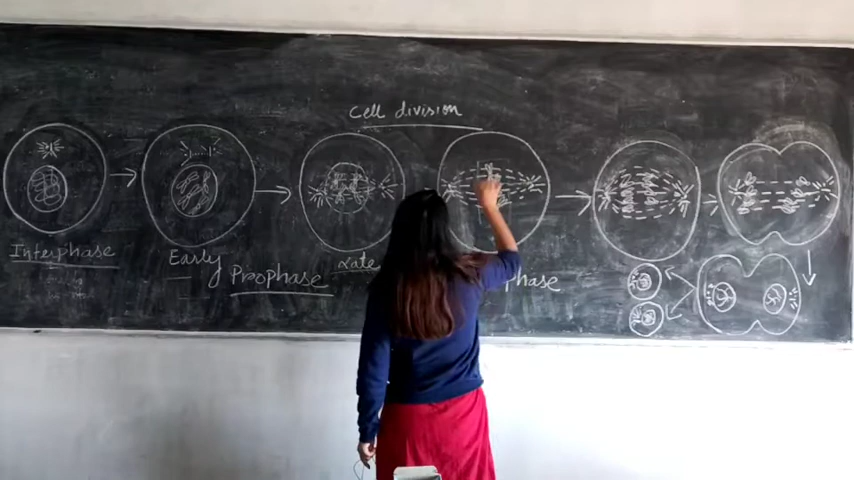 Cell division
Interphase
Early
Prophase
Late
phase